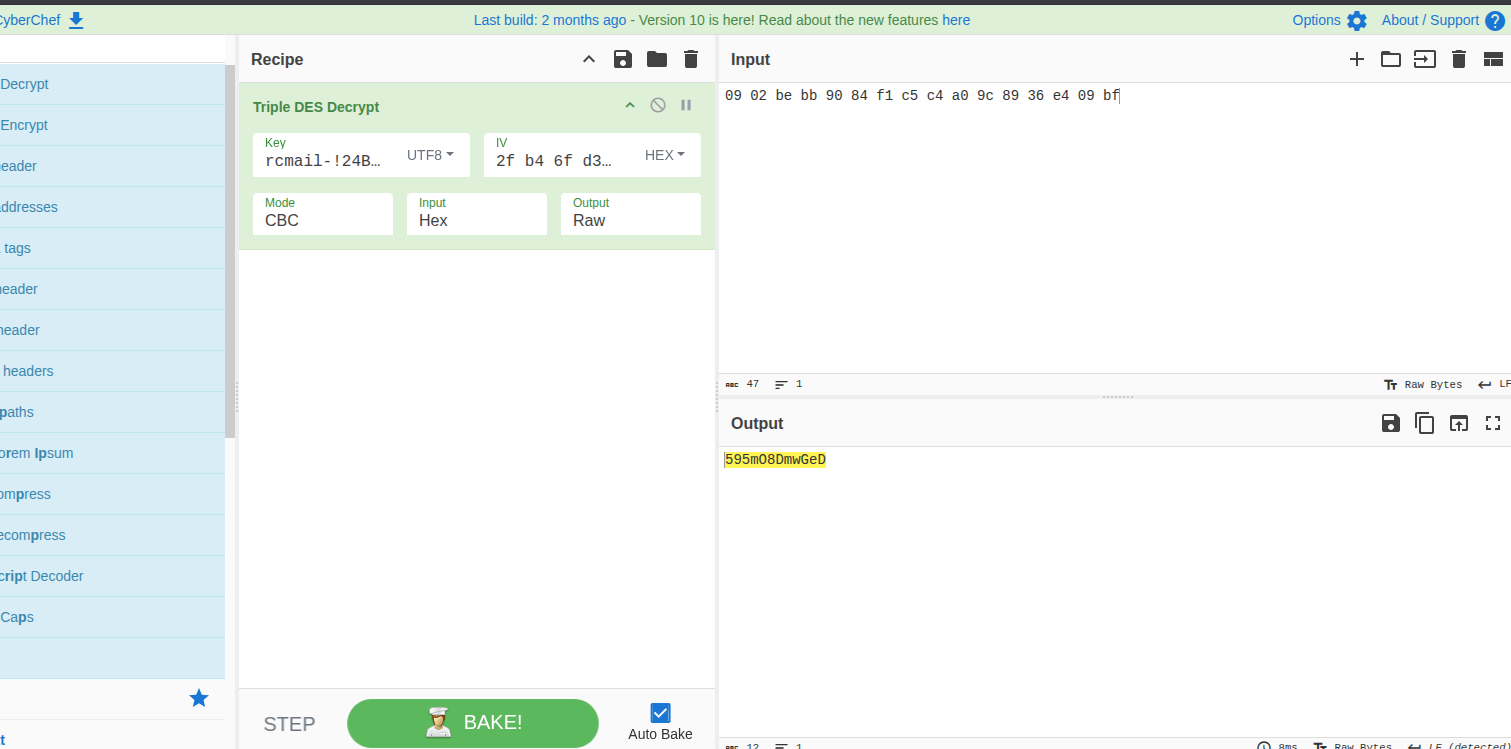 CyberChef
Last build: 2 months ago - Version 10 is here! Read about the new features here
Options
About / Support
Decrypt
Encrypt
eader
ddresses
tags
eader
header
headers
paths
orem Ipsum
ompress
ecompress
cript Decoder
Caps
t
Recipe
Triple DES Decrypt
Key
rcmail-!24B…
UTF8
IV
2f b4 6f d3…
HEX
Mode
CBC
Input
Hex
Output
Raw
STEP
BAKE!
Auto Bake
Input
09 02 be bb 90 84 f1 c5 c4 a0 9c 89 36 e4 09 bf
ABC 47
1
Raw Bytes
LF
Output
595mO8DmwGeD
ABC 12
1
8ms
Raw Bytes
LF (detected)